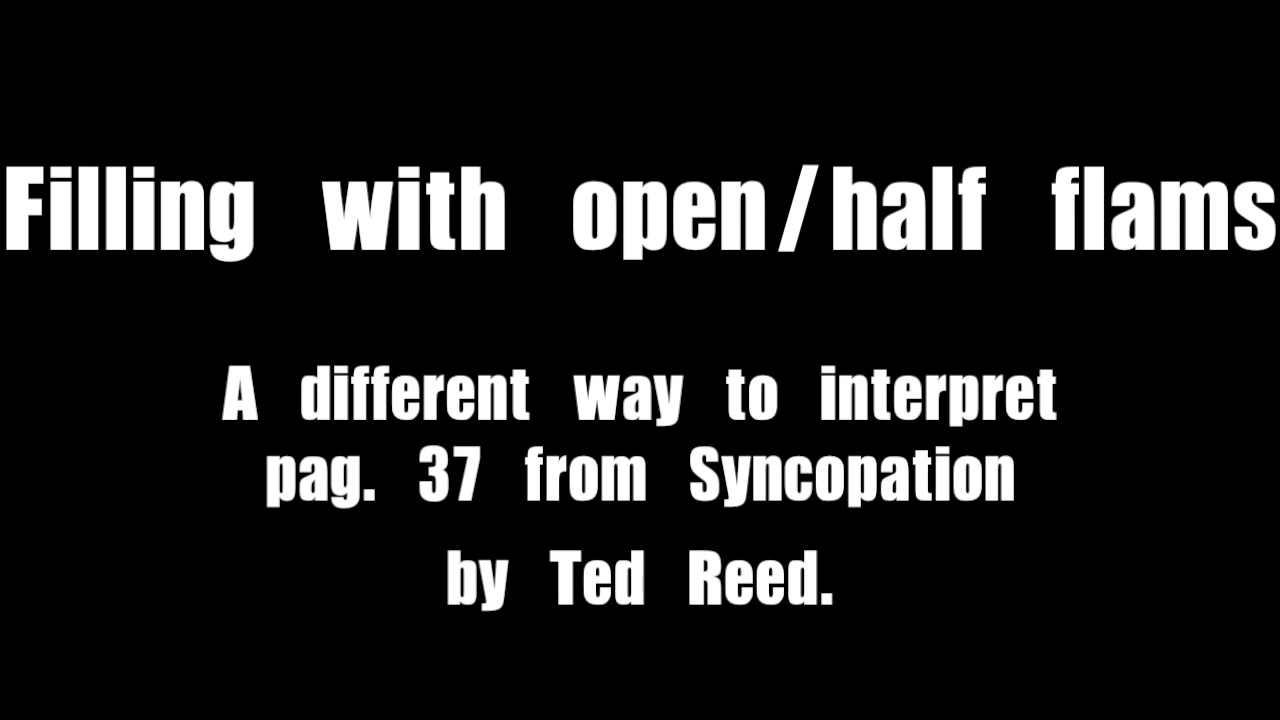 Filling with open/half flams
A different way to interpret
pag. 37 from Syncopation
by Ted Reed.